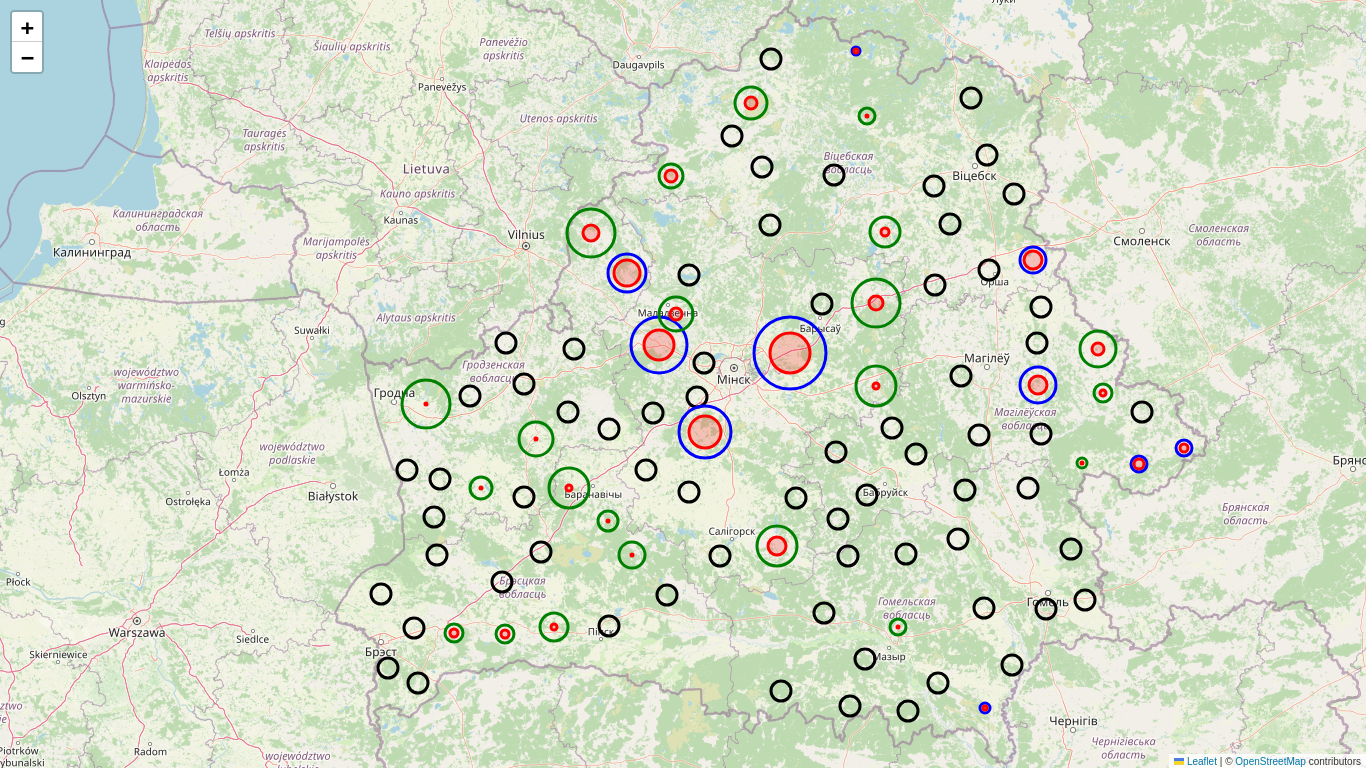 +
−
Луки
Telšių apskritis
Šiaulių apskritis
Panevėžio
apskritis
Daugavpils
Klaipėdos
apskritis
Panevėžys
Utenos apskritis
Tauragės
apskritis
Віцебская
вобласць
Lietuva
Віцебск
Kauno apskritis
Калининградская
область
Kaunas
Vilnius
Смоленск
Смоленская
область
Калининград
Marijampolės
apskritis
Орша
Маладзечна
Alytaus apskritis
Барысаў
Suwałki
Магілёў
Гродзенская
вобласць
Мінск
województwo
warmińsko-
mazurskie
Гродна
Olsztyn
Магілёўская
вобласць
województwo
podlaskie
Łomża
Брянс
Białystok
Баранавічы
Бабруйск
Ostrołęka
Брянская
область
Салігорск
Płock
Брэсцкая
вобласць
Гомельская
вобласць
Гомель
Warszawa
Siedlce
Пінск
Skierniewice
Брэст
Мазыр
Чернігів
Radom
Piotrków
Trybunalski
województwo
Чернігівська
область
Leaflet | © OpenStreetMap contributors